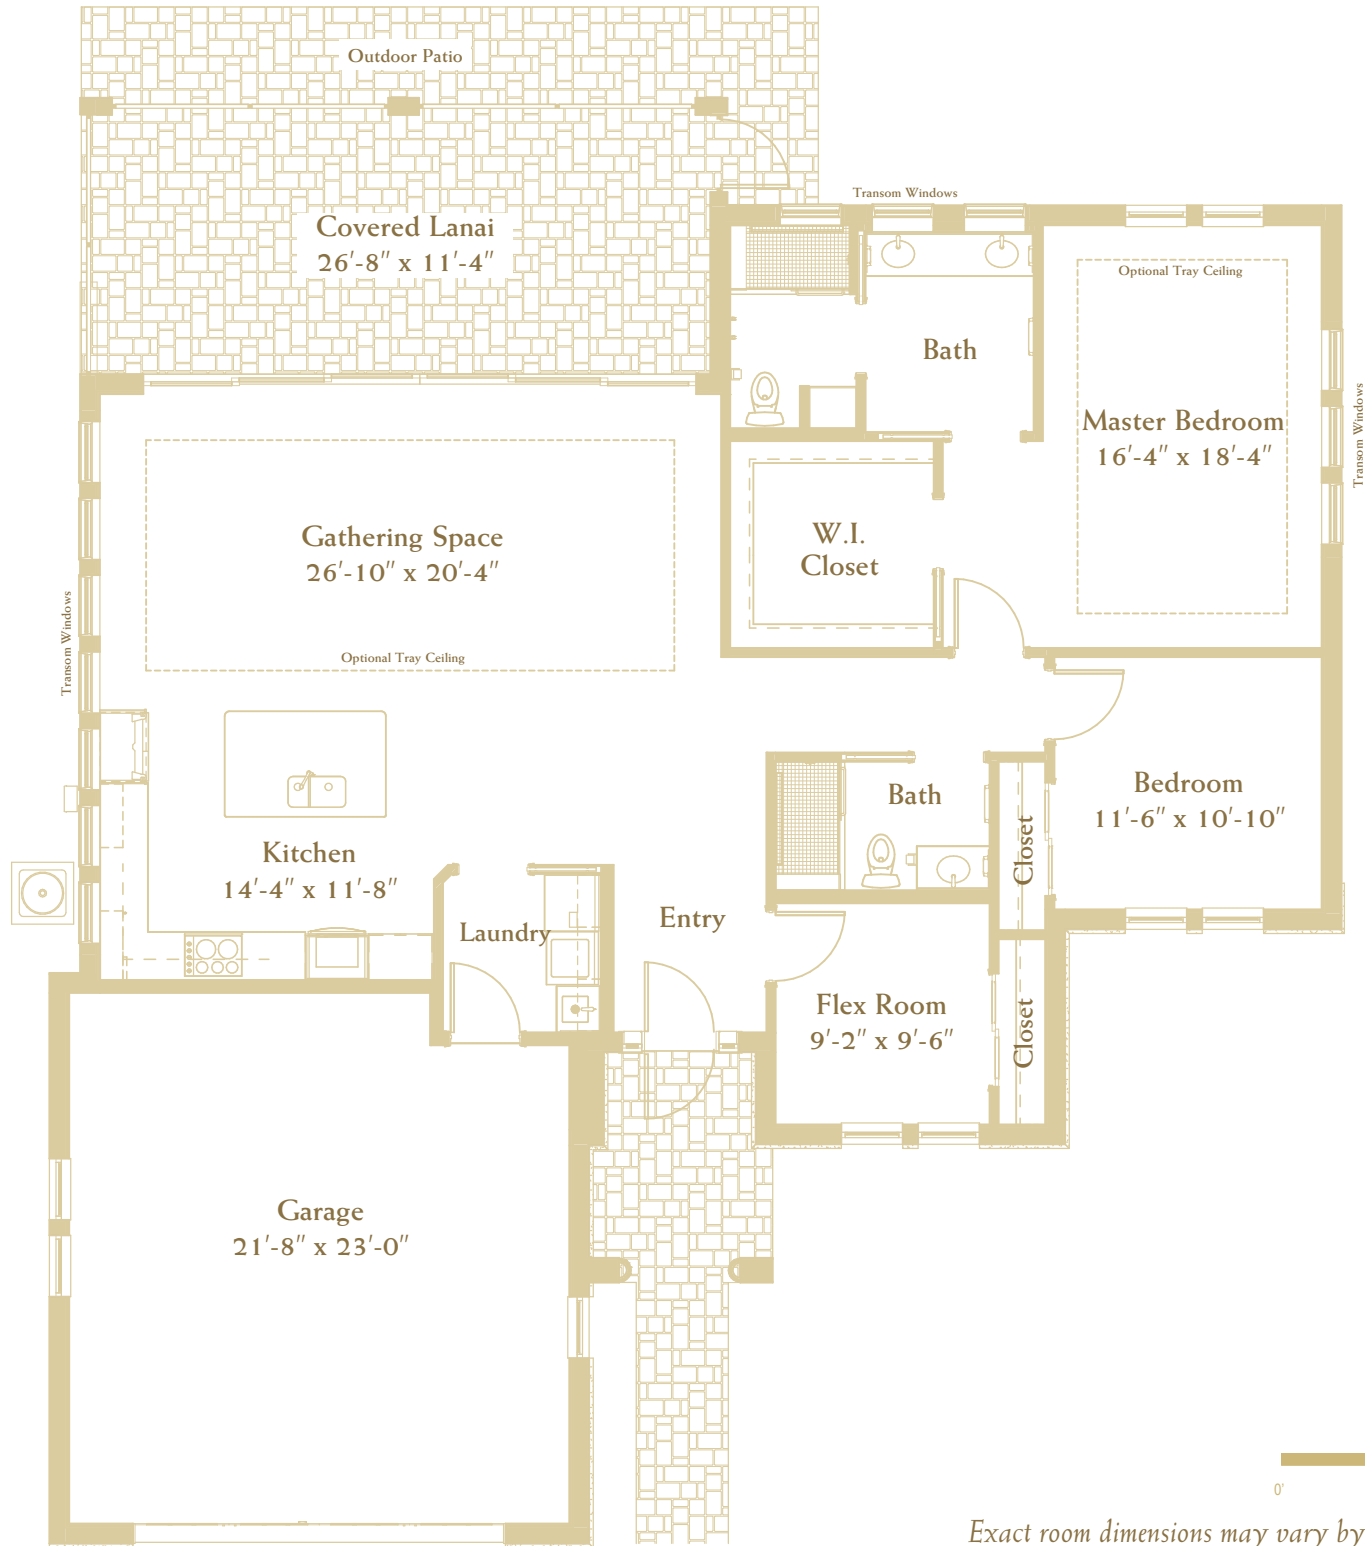 Outdoor Patio
Transom Windows
Covered Lanai
26'-8" x 11'-4"
Optional Tray Ceiling
Bath
Master Bedroom
16'-4" x 18'-4"
Transom Windows
Gathering Space
26'-10" x 20'-4"
W.I.
Closet
Transom Windows
Optional Tray Ceiling
Bedroom
11'-6" x 10'-10"
Bath
Closet
Kitchen
14'-4" x 11'-8"
Laundry
Entry
Flex Room
9'-2" x 9'-6"
Closet
Garage
21'-8" x 23'-0"
0'
Exact room dimensions may vary by